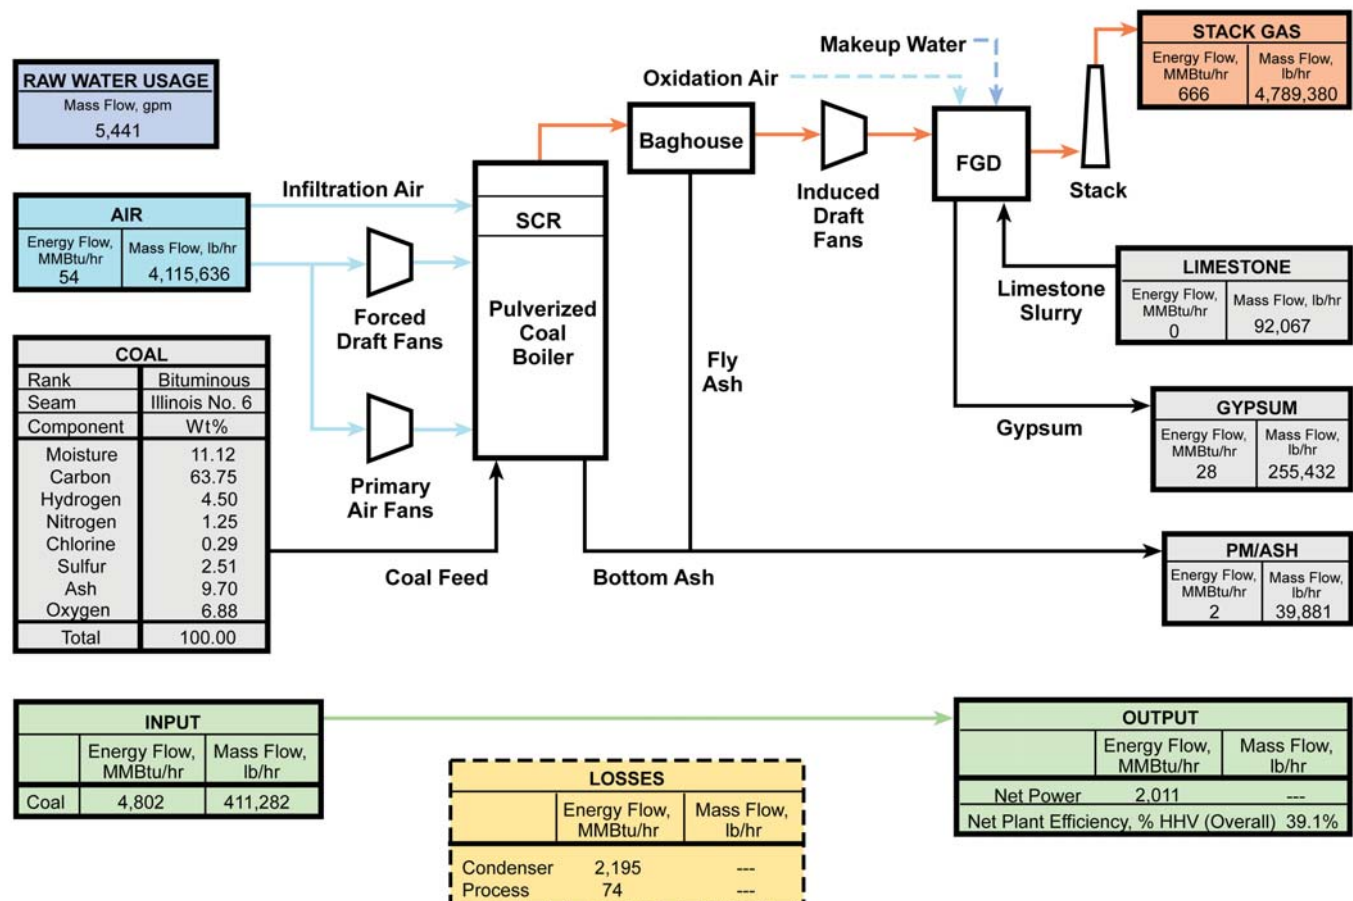 RAW WATER USAGE
Mass Flow, gpm
5,441
Makeup Water
Oxidation Air
STACK GAS
Energy Flow, MMBtu/hr
Mass Flow, lb/hr
666
4,789,380
Baghouse
FGD
Stack
Induced
Draft
Fans
Infiltration Air
AIR
Energy Flow, MMBtu/hr
Mass Flow, lb/hr
54
4,115,636
SCR
Pulverized
Coal
Boiler
Forced
Draft Fans
Primary
Air Fans
Limestone
Slurry
LIMESTONE
Energy Flow, MMBtu/hr
Mass Flow, lb/hr
0
92,067
COAL
Rank Bituminous
Seam Illinois No. 6
Component Wt%
Moisture 11.12
Carbon 63.75
Hydrogen 4.50
Nitrogen 1.25
Chlorine 0.29
Sulfur 2.51
Ash 9.70
Oxygen 6.88
Total 100.00
Fly
Ash
Gypsum
GYPSUM
Energy Flow, MMBtu/hr
Mass Flow, lb/hr
28
255,432
Coal Feed
Bottom Ash
PM/ASH
Energy Flow, MMBtu/hr
Mass Flow, lb/hr
2
39,881
INPUT
Energy Flow, MMBtu/hr
Mass Flow, lb/hr
Coal 4,802 411,282
LOSSES
Energy Flow, MMBtu/hr
Mass Flow, lb/hr
Condenser 2,195 ---
Process 74 ---
OUTPUT
Energy Flow, MMBtu/hr
Mass Flow, lb/hr
Net Power 2,011 ---
Net Plant Efficiency, % HHV (Overall) 39.1%